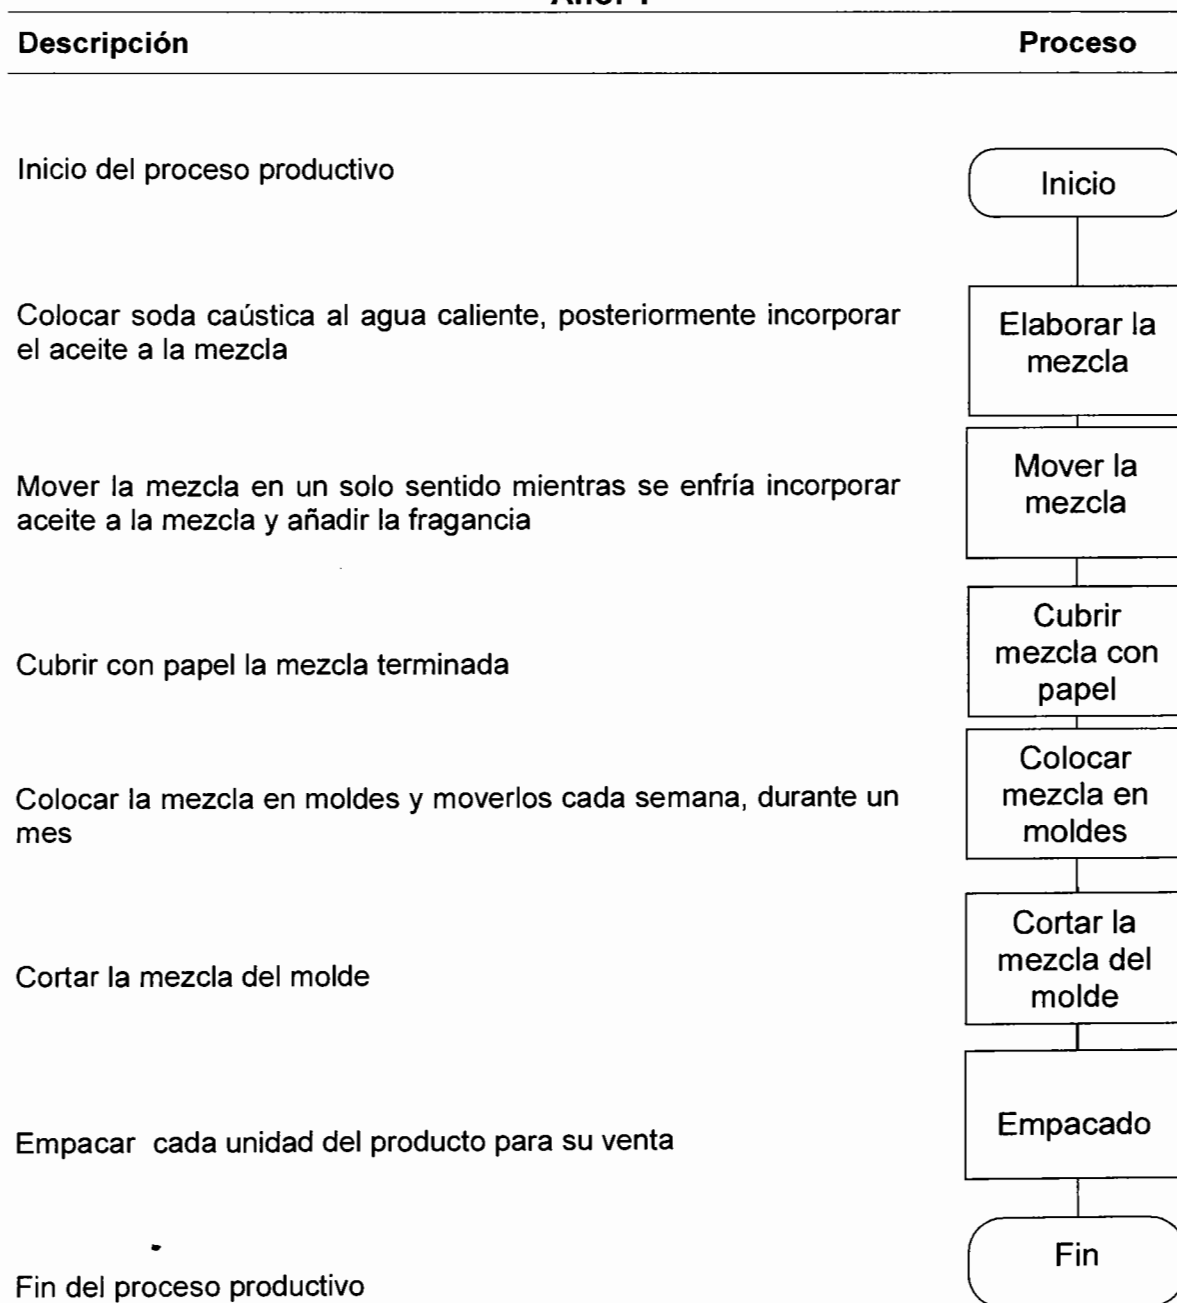 Descripción Proceso
Inicio del proceso productivo
Inicio
Colocar soda caústica al agua caliente, posteriormente incorporar
el aceite a la mezcla
Elaborar la
mezcla
Mover la mezcla en un solo sentido mientras se enfría incorporar
aceite a la mezcla y añadir la fragancia
Mover la
mezcla
Cubrir con papel la mezcla terminada
Cubrir
mezcla con
papel
Colocar la mezcla en moldes y moverlos cada semana, durante un
mes
Colocar
mezcla en
moldes
Cortar la mezcla del molde
Cortar la
mezcla del
molde
Empacar cada unidad del producto para su venta
Empacado
Fin del proceso productivo
Fin